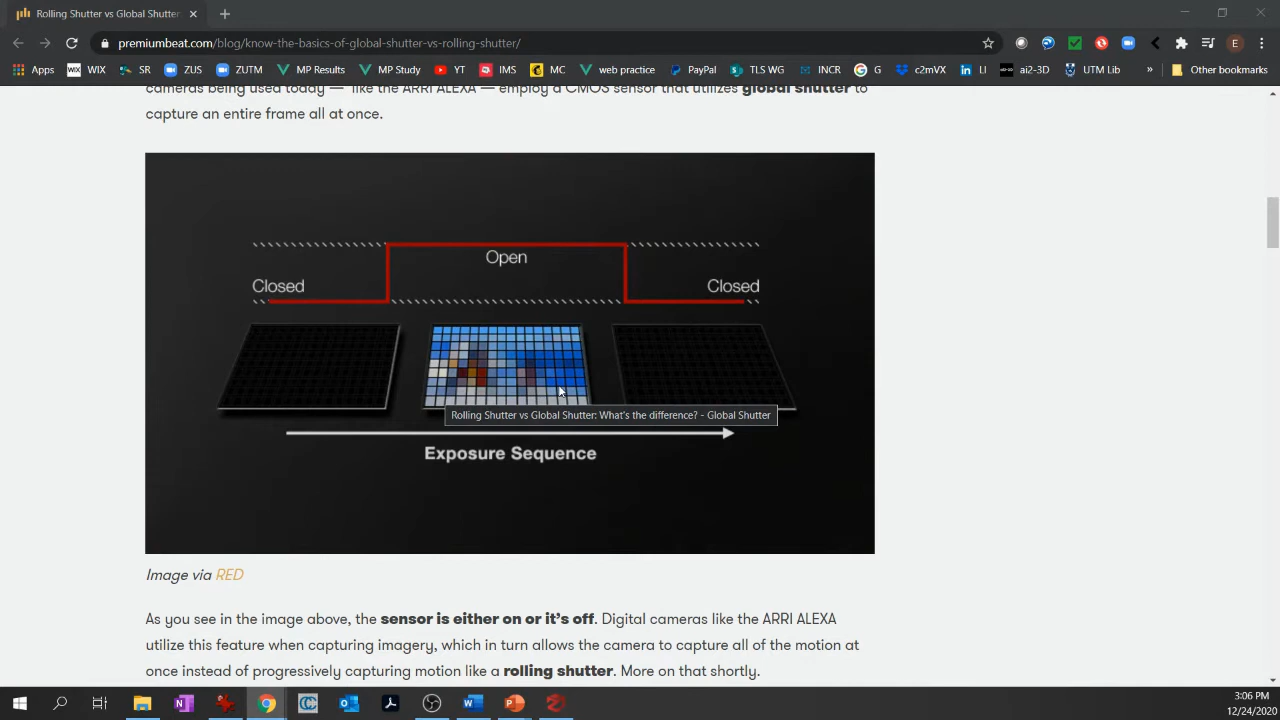 Rolling Shutter vs Global Shutter:
premiumbeat.com/blog/know-the-basics-of-global-shutter-vs-rolling-shutter/
E
Apps WIX WIX SR ZUS ZUTM MP Results MP Study YT IMS MC web practice PayPal TLS WG INCR G c2mVX LI ai2-3D UTM Lib » Other bookmarks
cameras being used today — like the ARRI ALEXA — employ a CMOS sensor that utilizes global shutter to
capture an entire frame all at once.
Open
Closed Closed
Rolling Shutter vs Global Shutter: What's the difference? - Global Shutter
Exposure Sequence
Image via RED
As you see in the image above, the sensor is either on or it's off. Digital cameras like the ARRI ALEXA
utilize this feature when capturing imagery, which in turn allows the camera to capture all of the motion at
once instead of progressively capturing motion like a rolling shutter. More on that shortly.
3:06 PM
12/24/2020